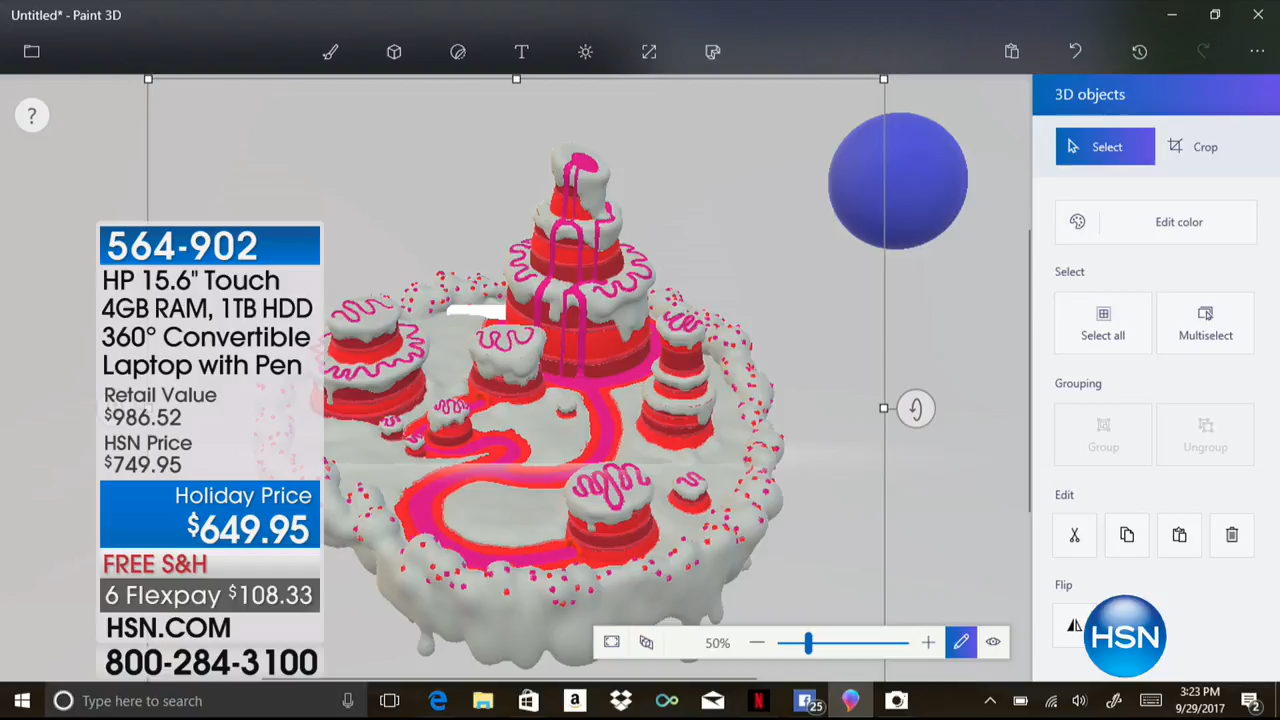 Untitled* - Paint 3D
?
3D objects
Select
Crop
Edit color
Select
Select all
Multiselect
Grouping
Group
Ungroup
Edit
Flip
564-902
HP 15.6" Touch
4GB RAM, 1TB HDD
360° Convertible
Laptop with Pen
Retail Value
$986.52
HSN Price
$749.95
Holiday Price
$649.95
FREE S&H
6 Flexpay $108.33
HSN.COM
800-284-3100
50%
HSN
Type here to search
25
3:23 PM
9/29/2017
2